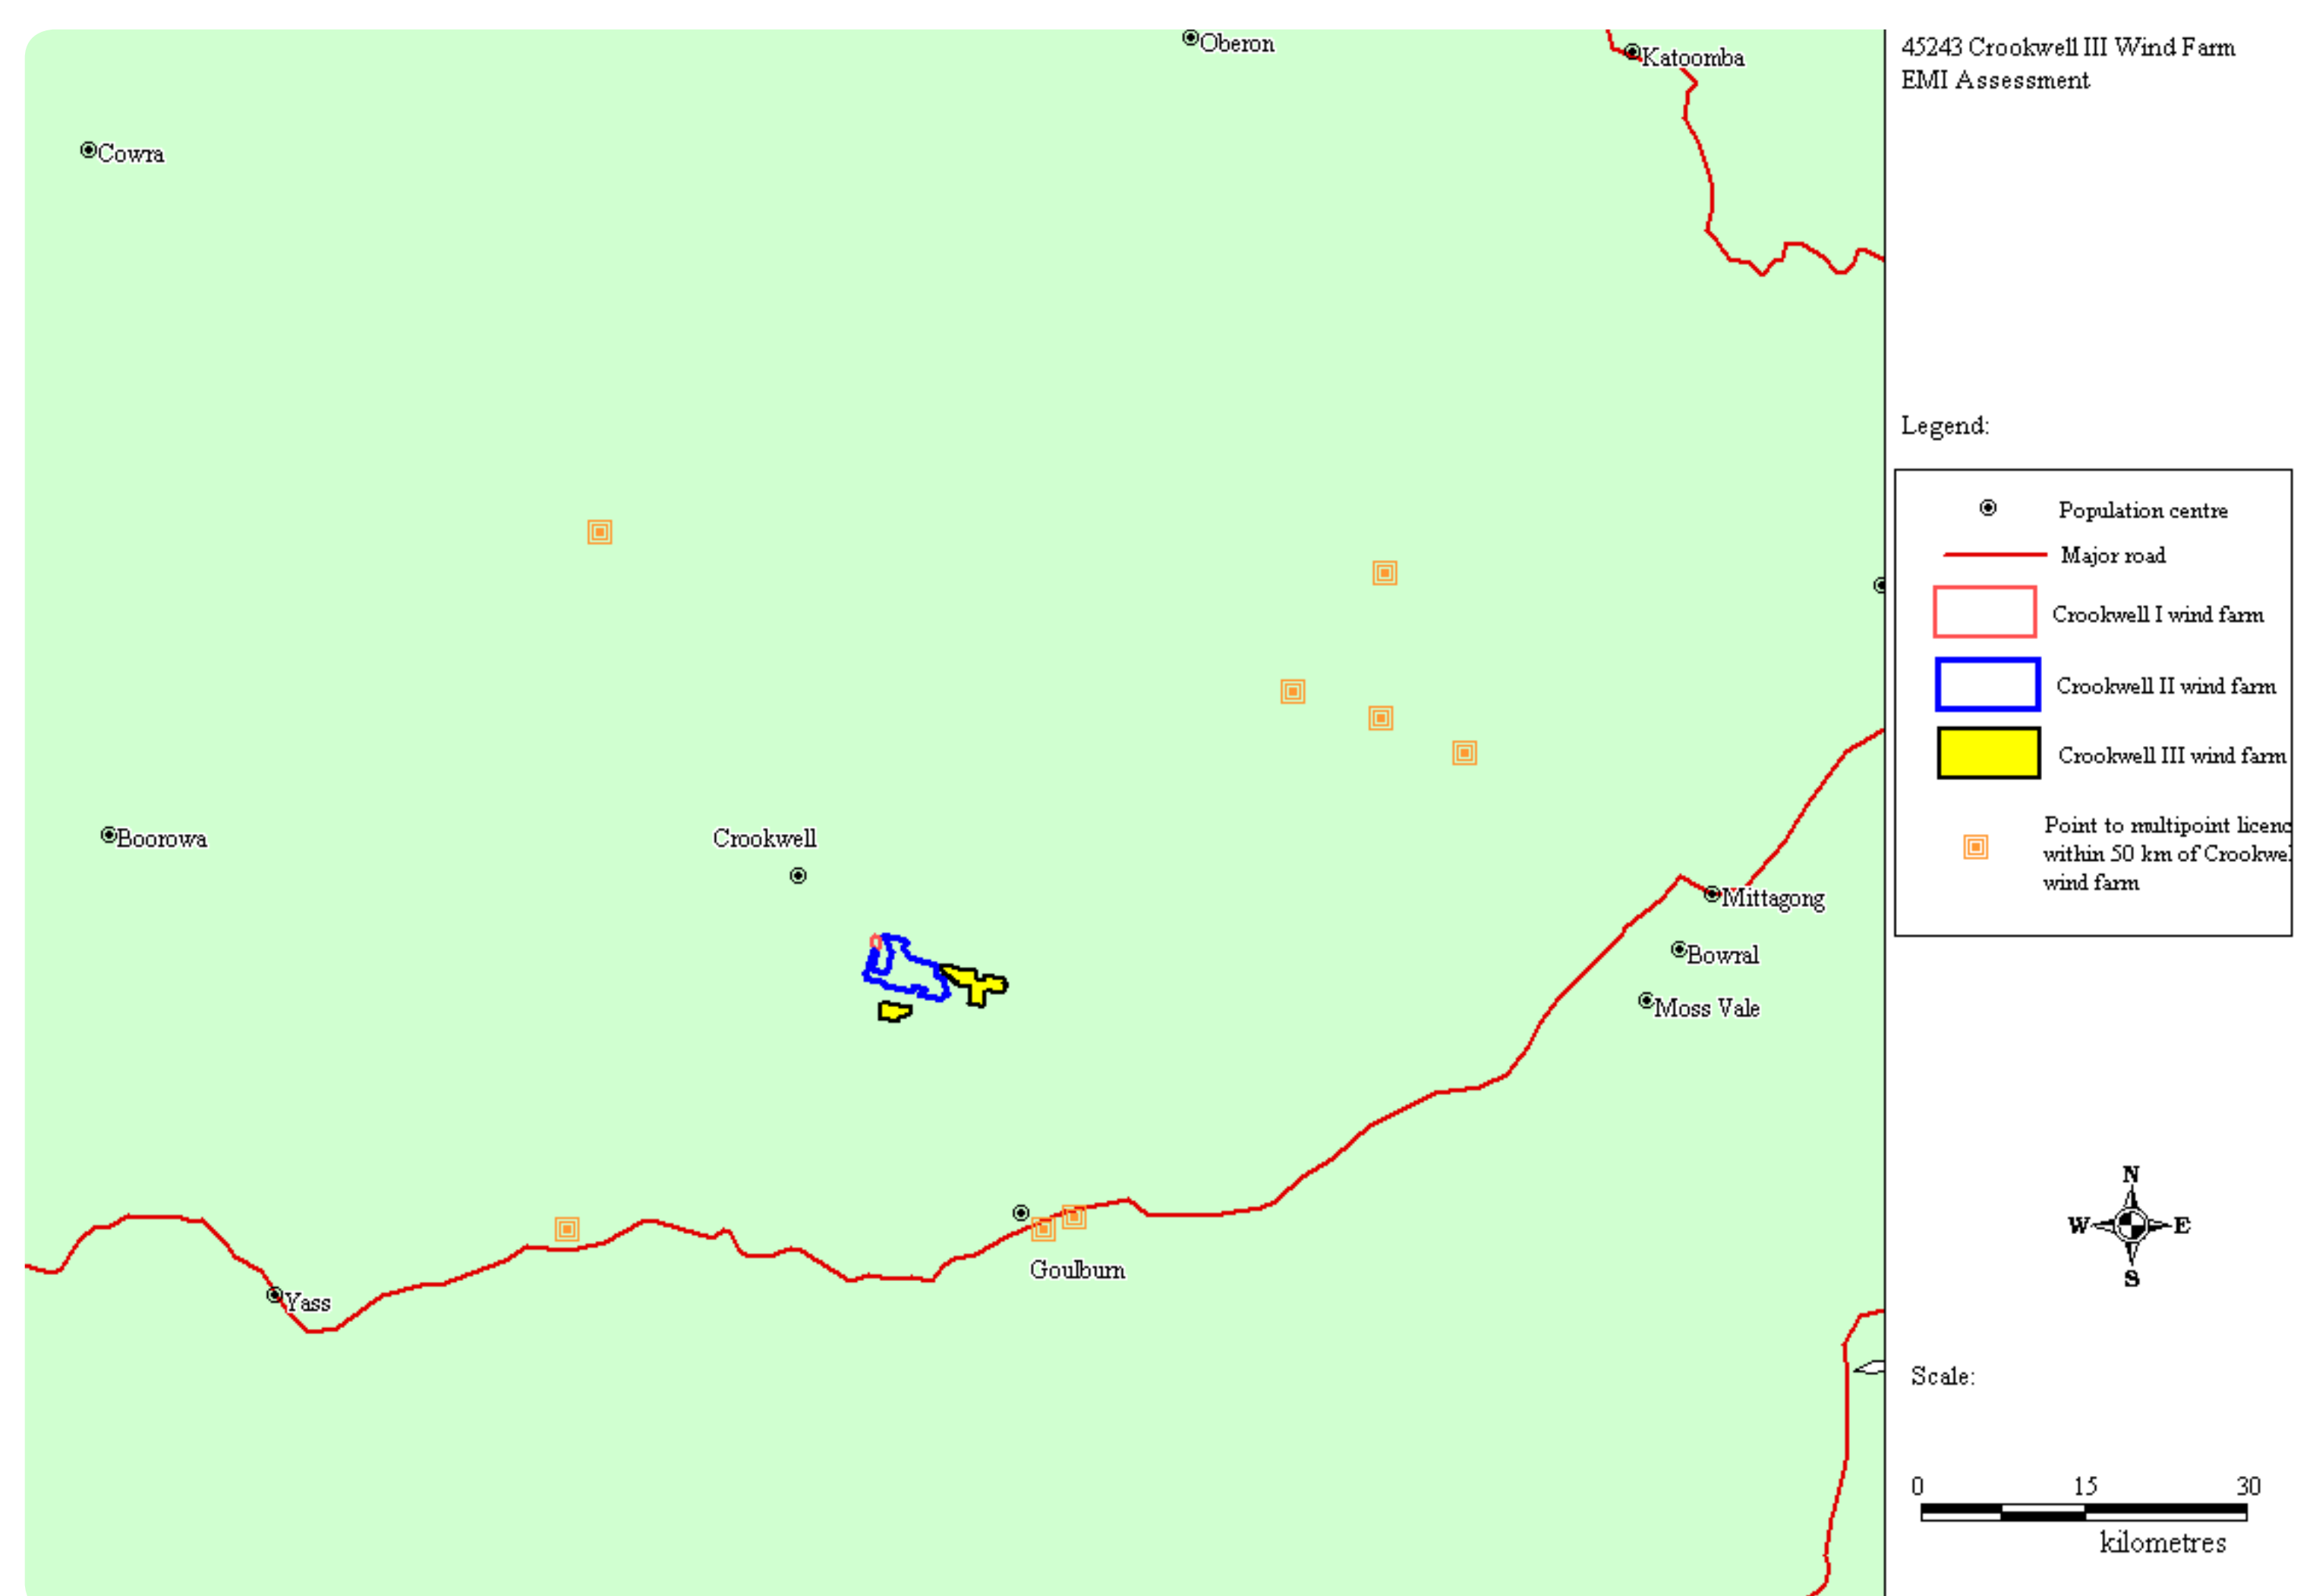 Oberon
Katoomba
Cowra
Crookwell
Boorowa
Mittagong
Bowral
Moss Vale
Goulburn
Yass
45243 Crookwell III Wind Farm
EMI Assessment
Legend:
Population centre
Major road
Crookwell I wind farm
Crookwell II wind farm
Crookwell III wind farm
Point to multipoint licenc
within 50 km of Crookwel
wind farm
N
W E
S
Scale:
0 15 30
kilometres